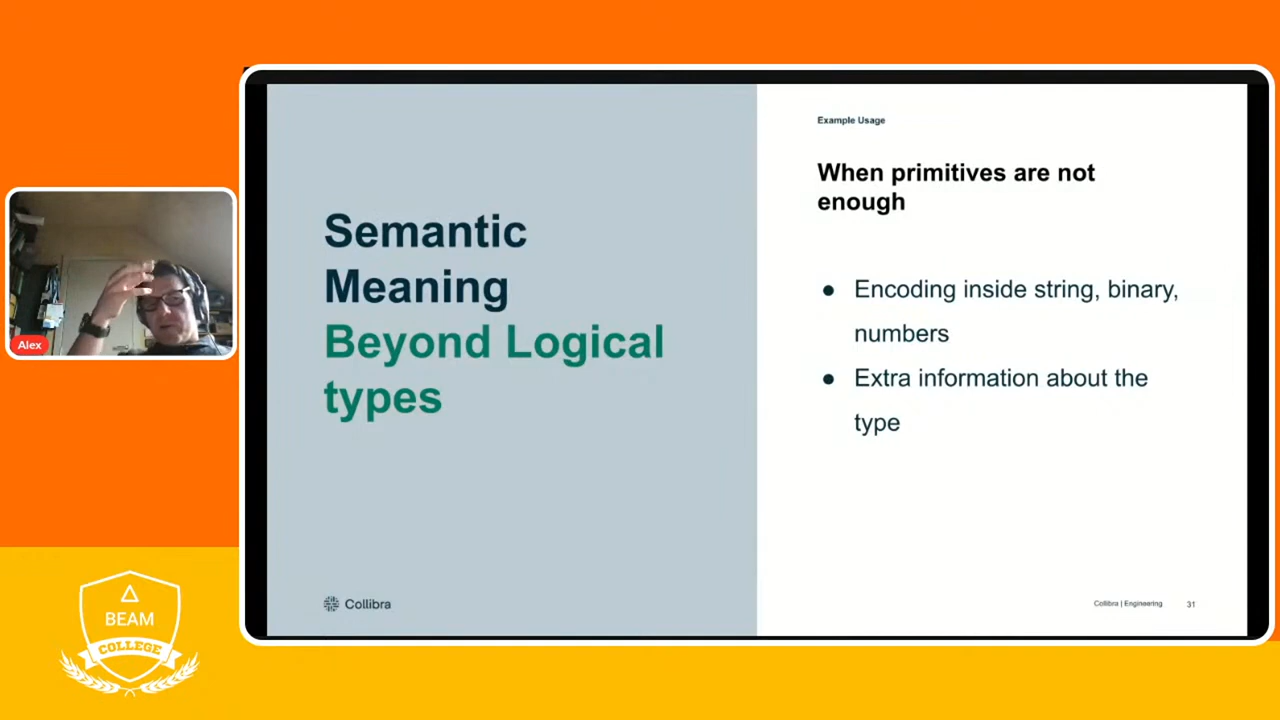 Example Usage
When primitives are not
enough
Semantic
Meaning
Beyond Logical
types
● Encoding inside string, binary,
numbers
● Extra information about the
type
Alex
Collibra
Collibra | Engineering
31
BEAM
COLLEGE